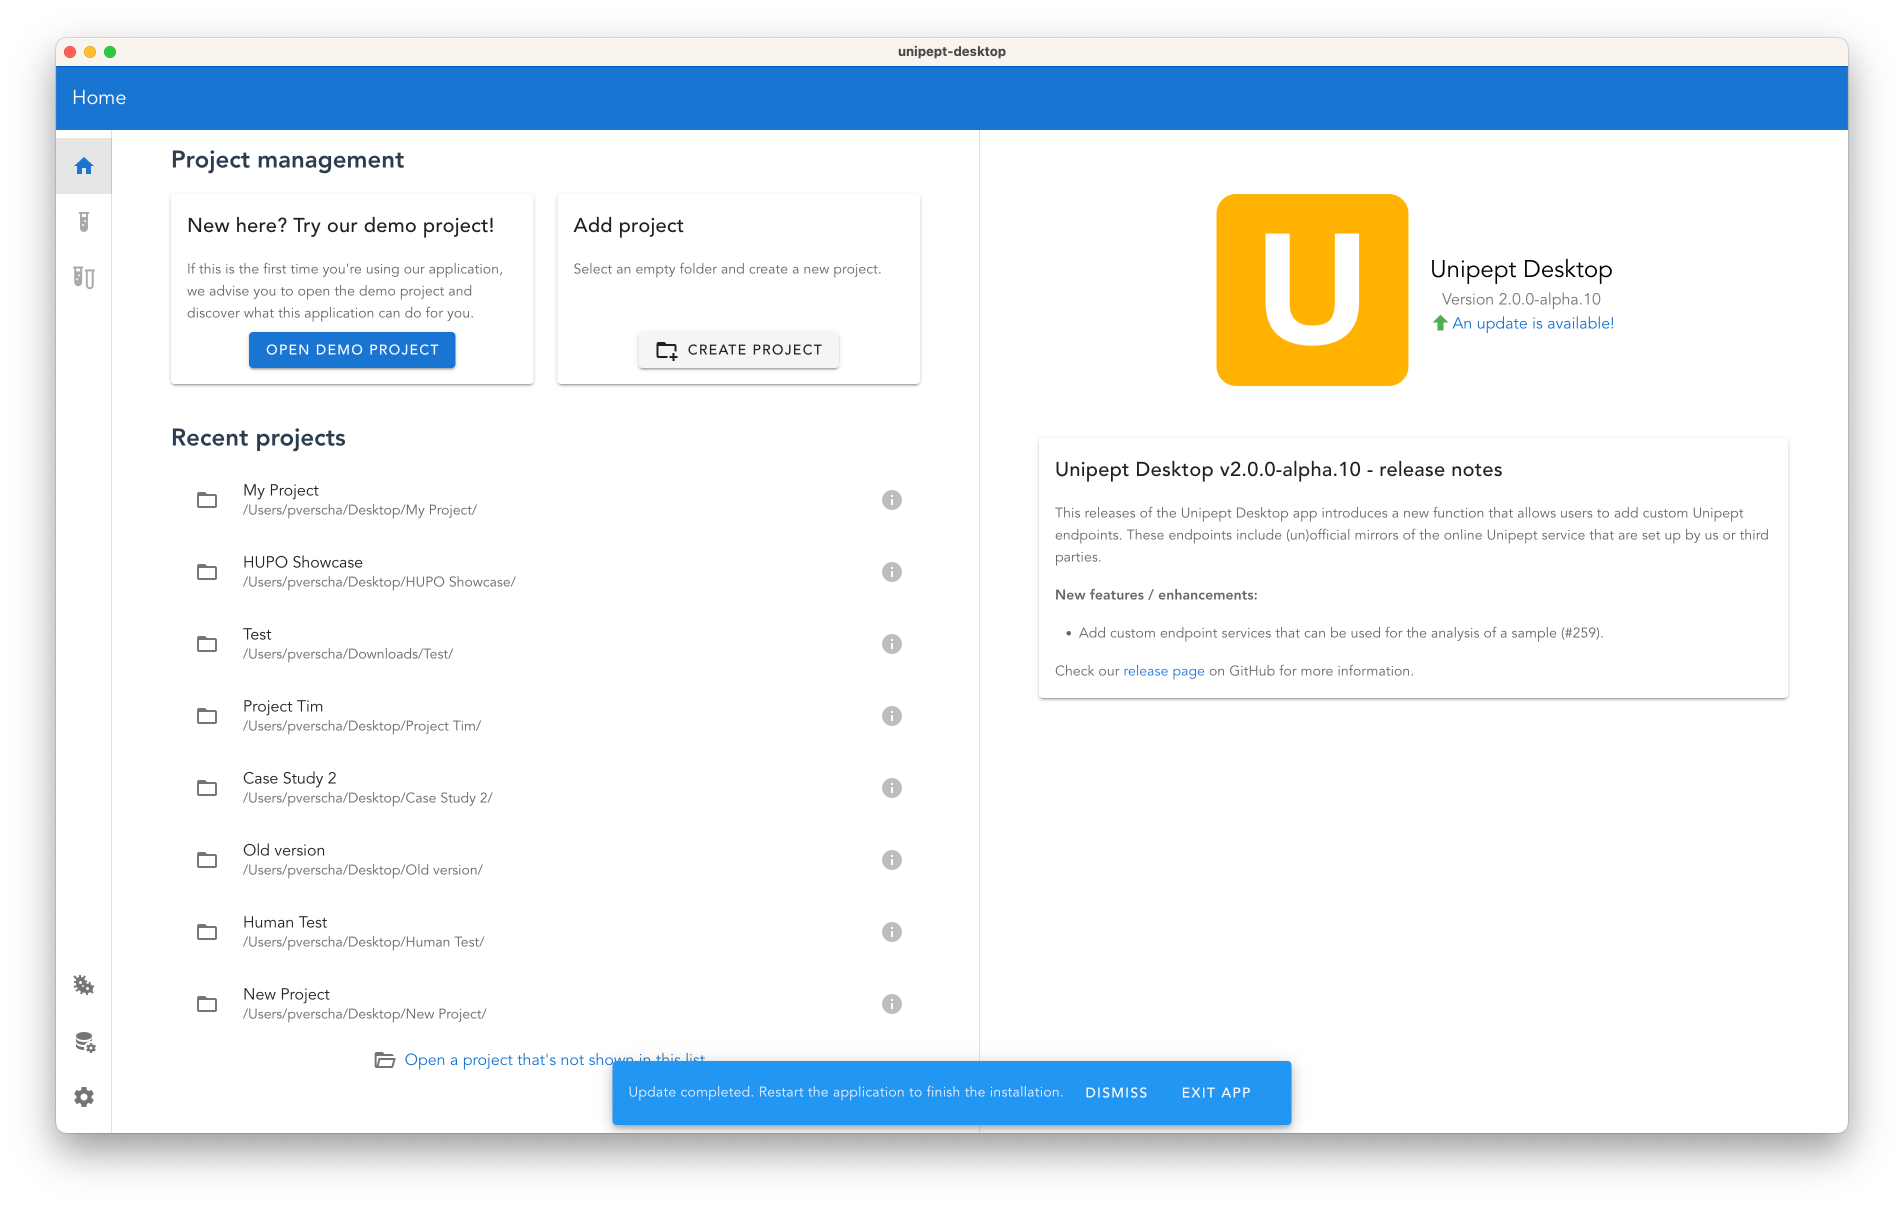 unipept-desktop
Home
Project management
New here? Try our demo project!
If this is the first time you're using our application,
we advise you to open the demo project and
discover what this application can do for you.
OPEN DEMO PROJECT
Add project
Select an empty folder and create a new project.
CREATE PROJECT
Recent projects
My Project
/Users/pverscha/Desktop/My Project/
HUPO Showcase
/Users/pverscha/Desktop/HUPO Showcase/
Test
/Users/pverscha/Downloads/Test/
Project Tim
/Users/pverscha/Desktop/Project Tim/
Case Study 2
/Users/pverscha/Desktop/Case Study 2/
Old version
/Users/pverscha/Desktop/Old version/
Human Test
/Users/pverscha/Desktop/Human Test/
New Project
/Users/pverscha/Desktop/New Project/
Open a project that's not shown in this list
U
Unipept Desktop
Version 2.0.0-alpha.10
An update is available!
Unipept Desktop v2.0.0-alpha.10 - release notes
This releases of the Unipept Desktop app introduces a new function that allows users to add custom Unipept
endpoints. These endpoints include (un)official mirrors of the online Unipept service that are set up by us or third
parties.
New features / enhancements:
• Add custom endpoint services that can be used for the analysis of a sample (#259).
Check our release page on GitHub for more information.
Update completed. Restart the application to finish the installation. DISMISS EXIT APP